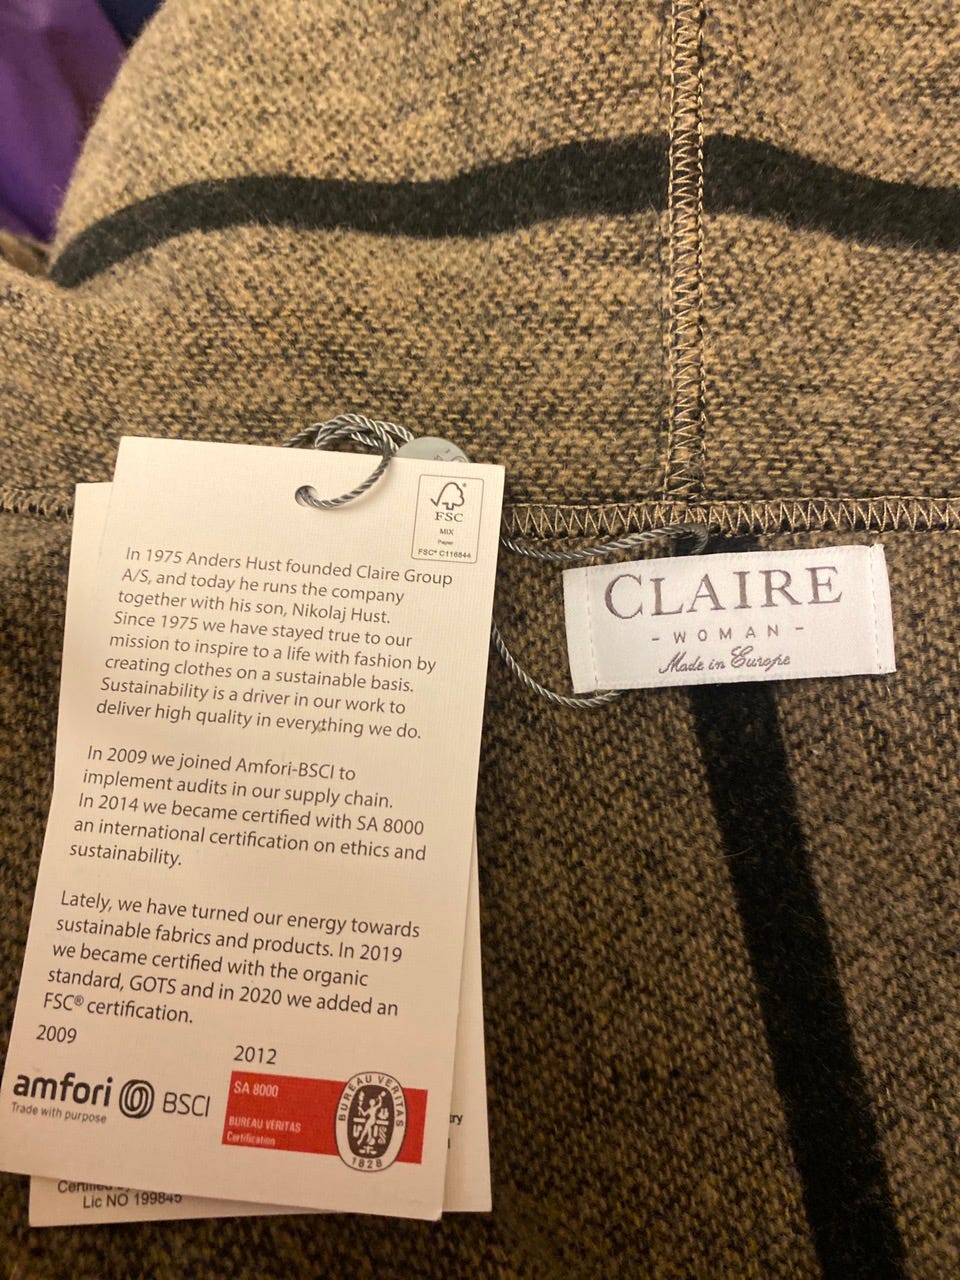 FSC
MIX
Paper
FSC® C116844
In 1975 Anders Hust founded Claire Group
A/S, and today he runs the company
together with his son, Nikolaj Hust.
Since 1975 we have stayed true to our
mission to inspire to a life with fashion by
creating clothes on a sustainable basis.
Sustainability is a driver in our work to
deliver high quality in everything we do.
In 2009 we joined Amfori-BSCI to
implement audits in our supply chain.
In 2014 we became certified with SA 8000
an international certification on ethics and
sustainability.
Lately, we have turned our energy towards
sustainable fabrics and products. In 2019
we became certified with the organic
standard, GOTS and in 2020 we added an
FSC® certification.
2009
amfori BSCI
Trade with purpose
2012
SA 8000
BUREAU VERITAS
Certification
BUREAU VERITAS
1828
Lic NO 199845
CLAIRE
- WOMAN -
Made in Europe